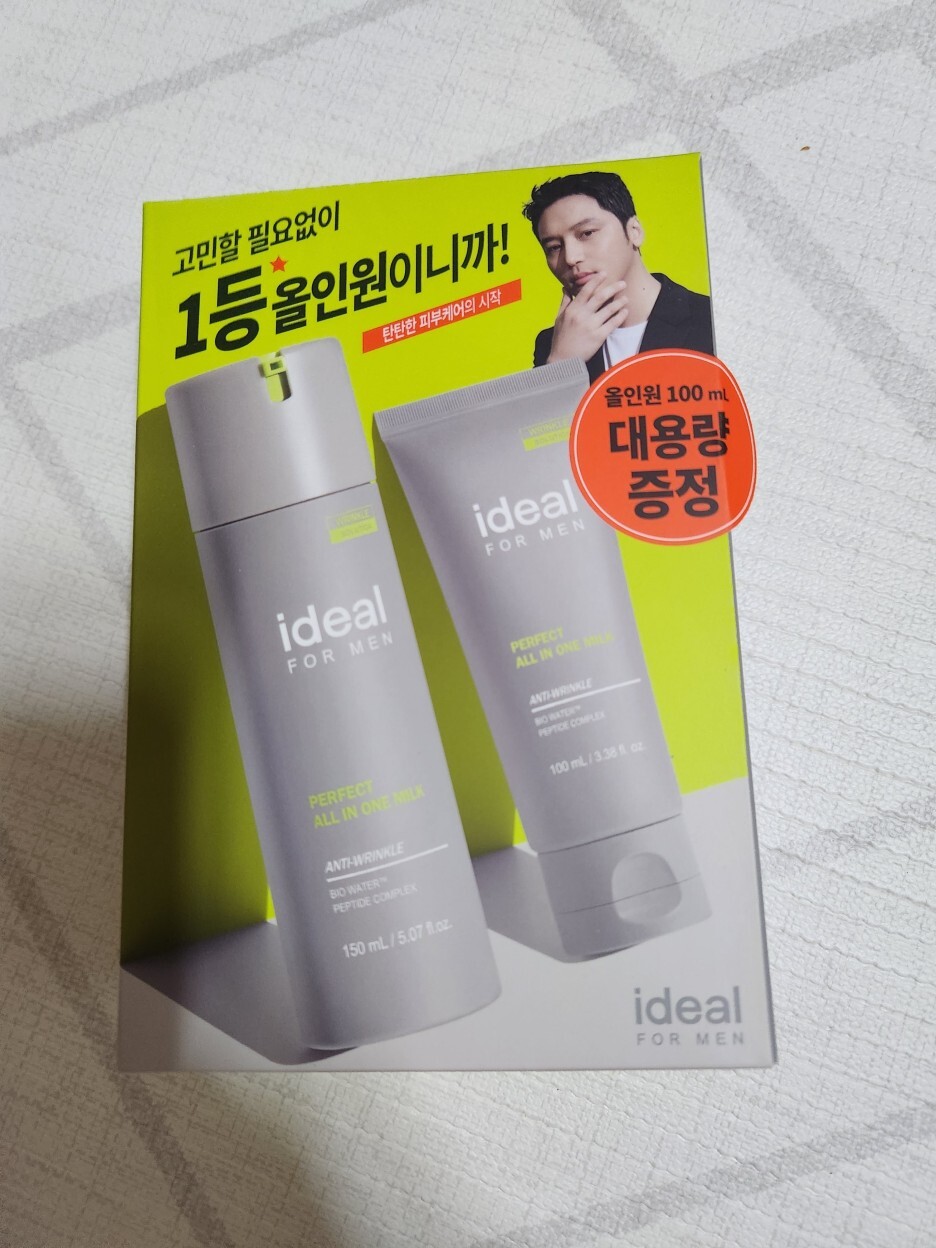 고민할 필요없이
1등 올인원이니까!
탄탄한 피부케어의 시작
올인원 100 mL
대용량
증정
ideal
FOR MEN
PERFECT
ALL IN ONE MILK
ANTI-WRINKLE
BIO WATER™
PEPTIDE COMPLEX
150 mL / 5.07 fl.oz.
ideal
FOR MEN
PERFECT
ALL IN ONE MILK
ANTI-WRINKLE
BIO WATER™
PEPTIDE COMPLEX
100 mL / 3.38 fl. oz.
ideal
FOR MEN